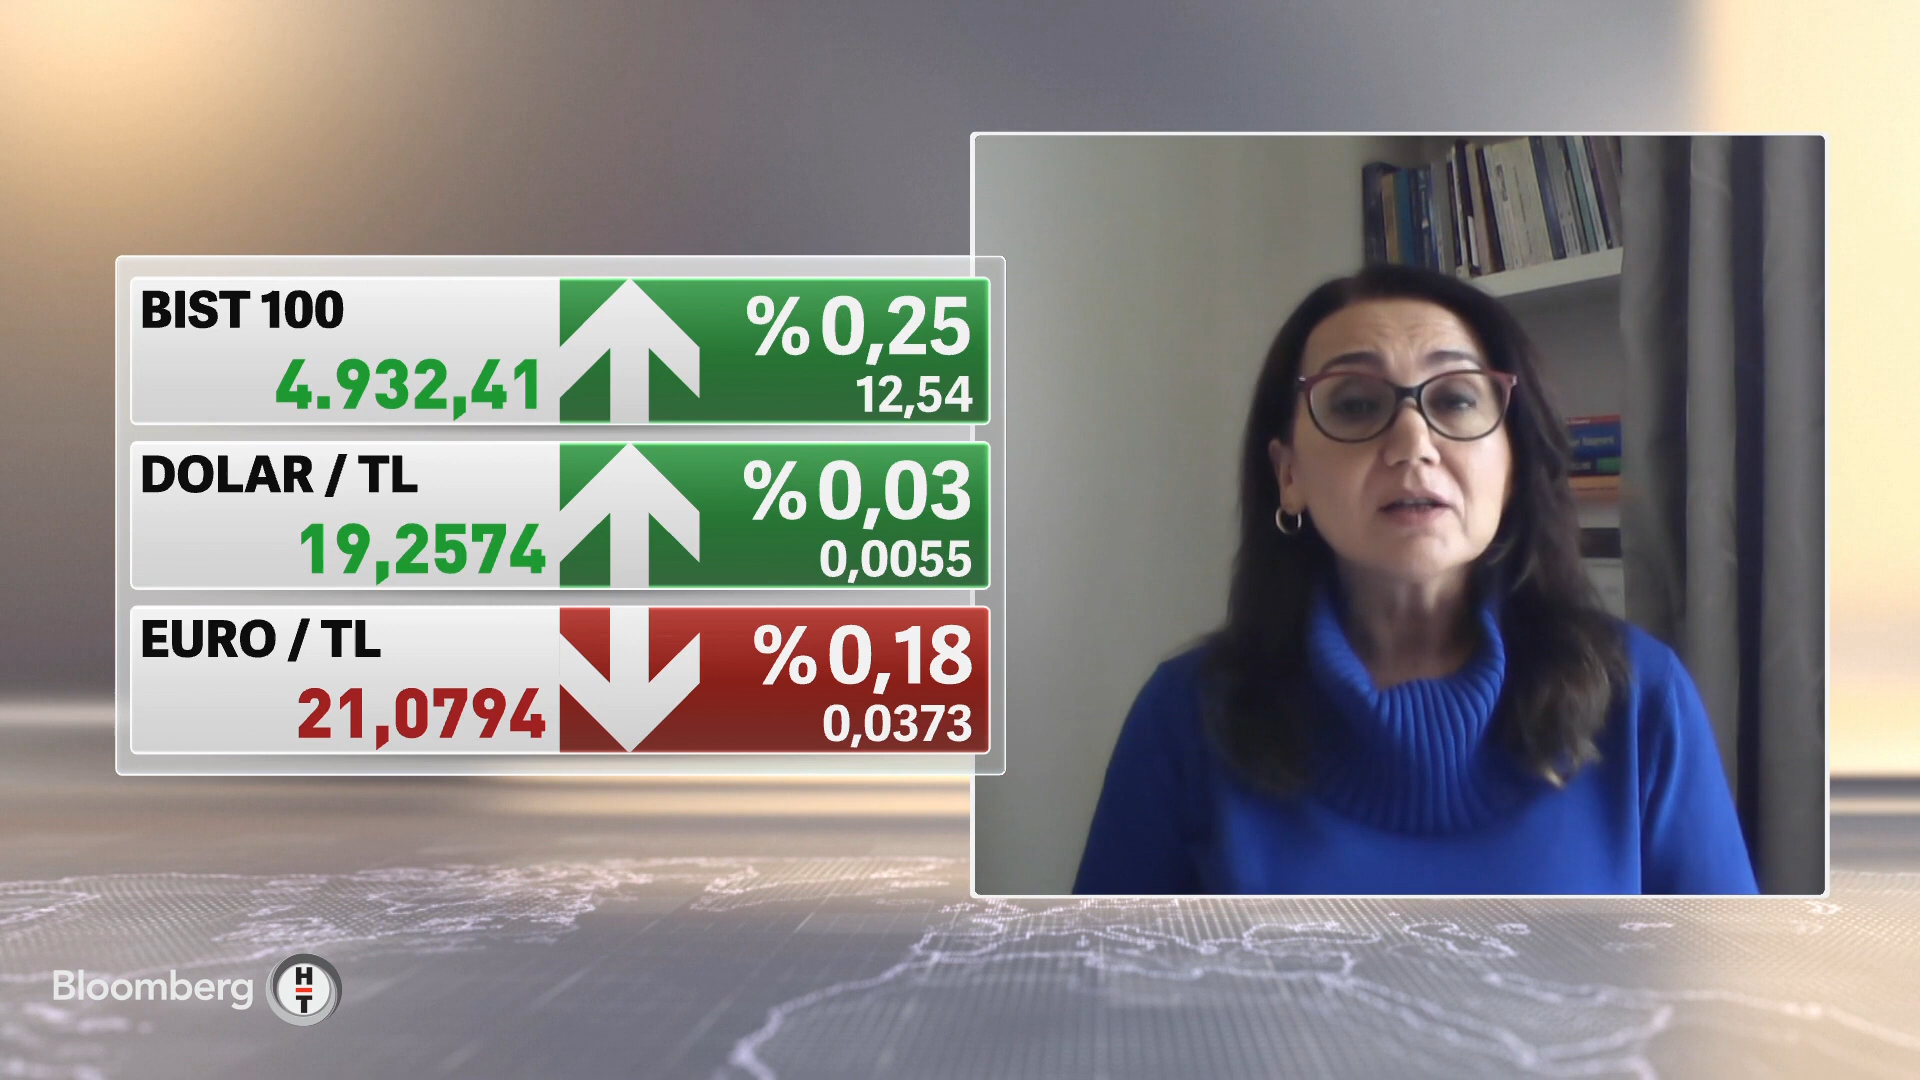 BIST 100
4.932,41
%0,25
12,54
DOLAR / TL
19,2574
%0,03
0,0055
EURO / TL
21,0794
%0,18
0,0373
Bloomberg HT